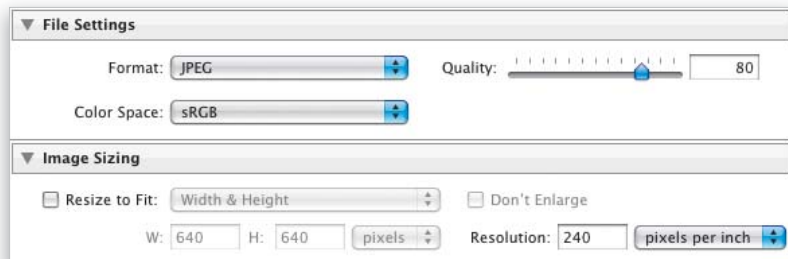 File Settings
Format: JPEG Quality: 80
Color Space: sRGB
Image Sizing
Resize to Fit: Width & Height Don't Enlarge
W: 640 H: 640 pixels Resolution: 240 pixels per inch